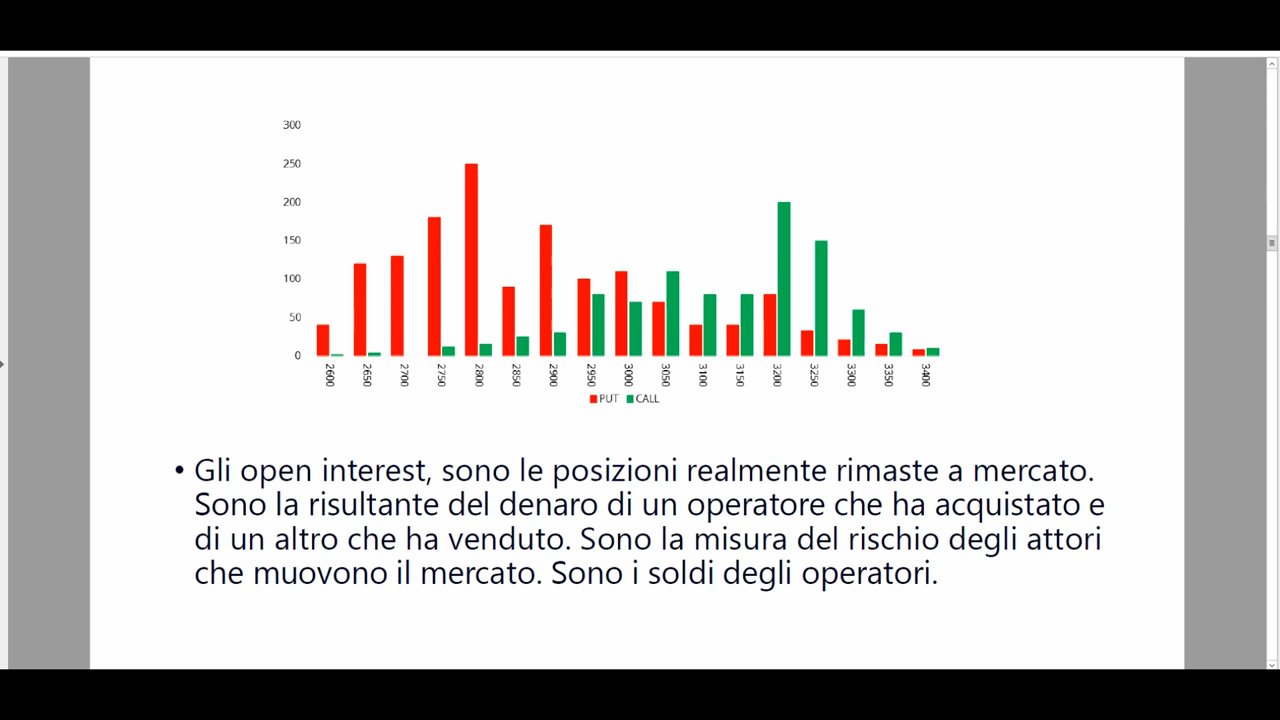 300
250
200
150
100
50
0
2600 2650 2700 2750 2800 2850 2900 2950 3000 3050 3100 3150 3200 3250 3300 3350 3400
PUT CALL
• Gli open interest, sono le posizioni realmente rimaste a mercato.
Sono la risultante del denaro di un operatore che ha acquistato e
di un altro che ha venduto. Sono la misura del rischio degli attori
che muovono il mercato. Sono i soldi degli operatori.